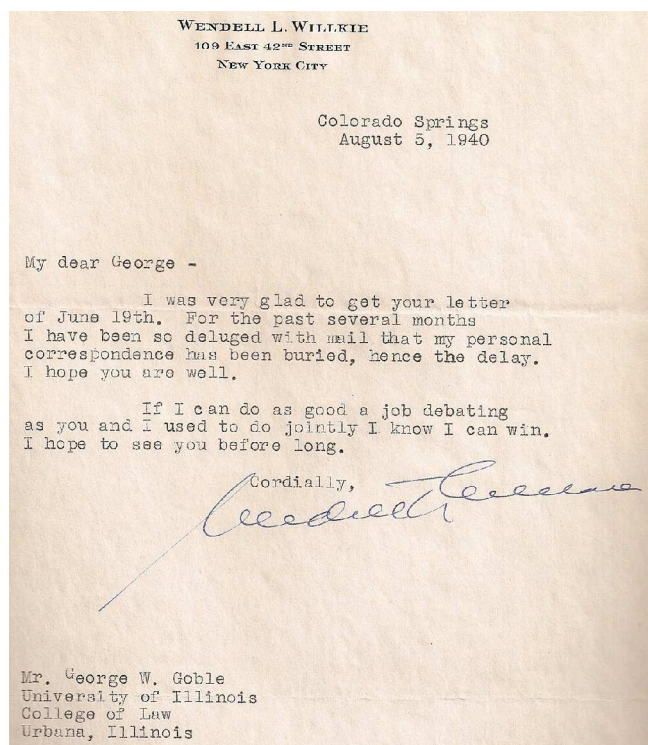 WENDELL L. WILLKIE
109 EAST 42ND STREET
NEW YORK CITY
Colorado Springs
August 5, 1940
My dear George -
I was very glad to get your letter
of June 19th. For the past several months
I have been so deluged with mail that my personal
correspondence has been buried, hence the delay.
I hope you are well.
If I can do as good a job debating
as you and I used to do jointly I know I can win.
I hope to see you before long.
Cordially,
Wendell L. Willkie
Mr. George W. Goble
University of Illinois
College of Law
Urbana, Illinois